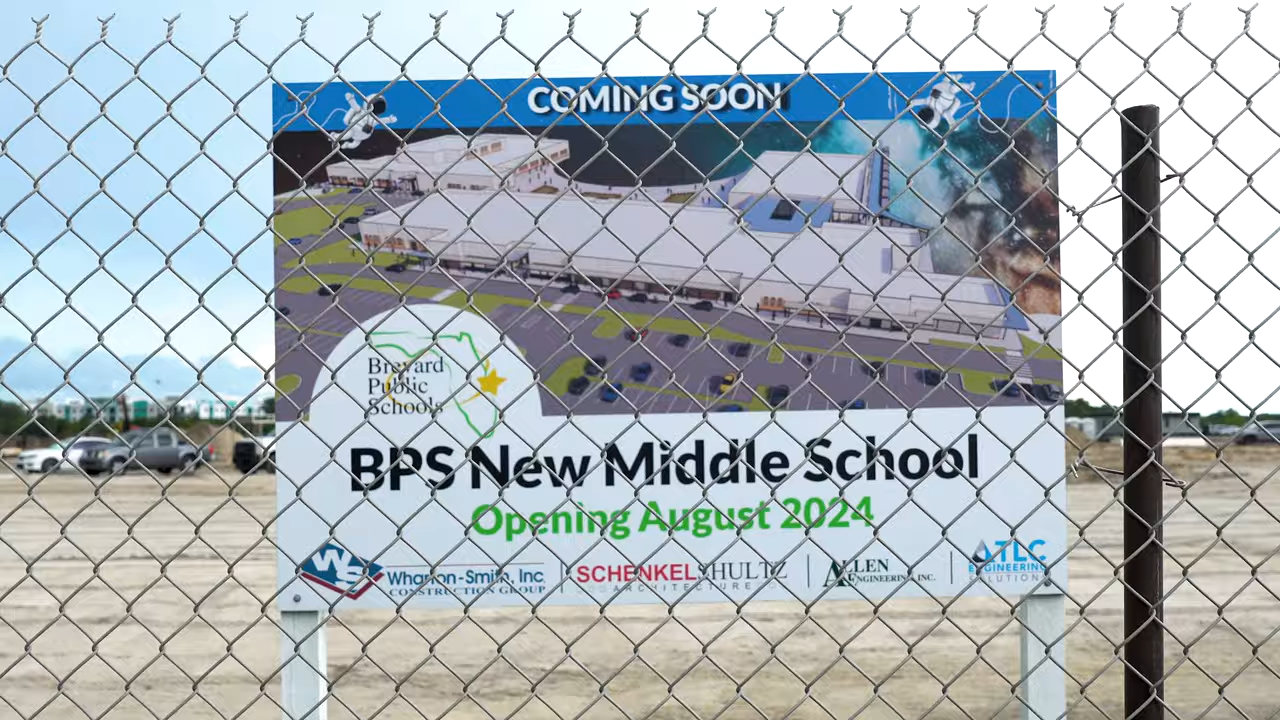 COMING SOON
Brevard
Public
Schools
BPS New Middle School
Opening August 2024
WS
Wharton-Smith, Inc.
CONSTRUCTION GROUP
SCHENKELSHULTZ
ARCHITECTURE
ALLEN
ENGINEERING, INC.
ATLC
ENGINEERING
SOLUTIONS